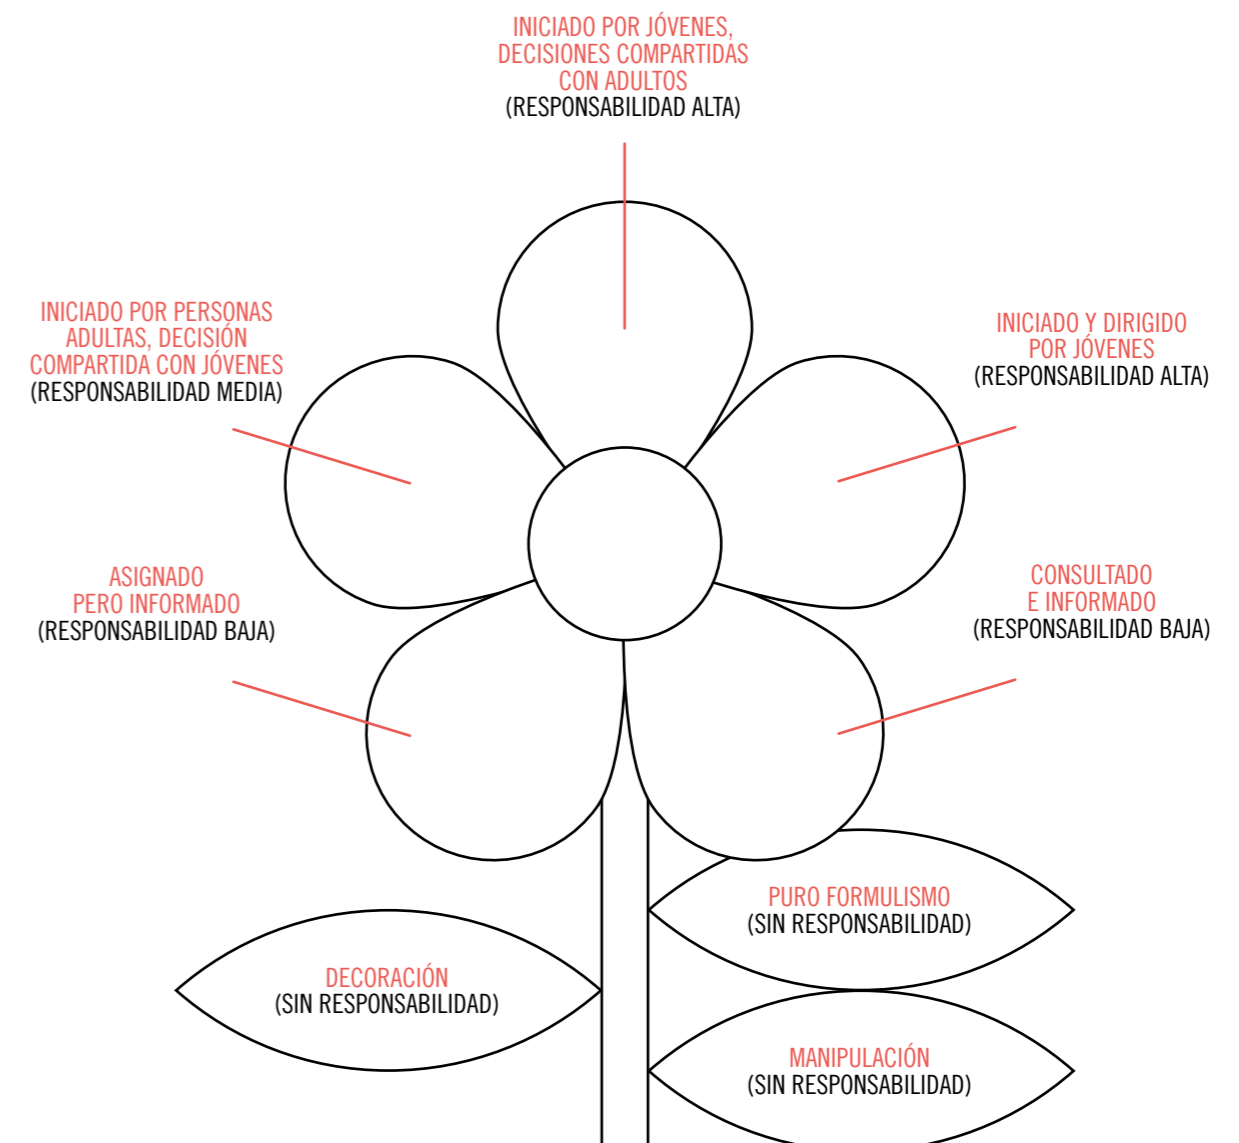 INICIADO POR JÓVENES,
DECISIONES COMPARTIDAS
CON ADULTOS
(RESPONSABILIDAD ALTA)
INICIADO POR PERSONAS
ADULTAS, DECISIÓN
COMPARTIDA CON JÓVENES
(RESPONSABILIDAD MEDIA)
INICIADO Y DIRIGIDO
POR JÓVENES
(RESPONSABILIDAD ALTA)
ASIGNADO
PERO INFORMADO
(RESPONSABILIDAD BAJA)
CONSULTADO
E INFORMADO
(RESPONSABILIDAD BAJA)
PURO FORMULISMO
(SIN RESPONSABILIDAD)
DECORACIÓN
(SIN RESPONSABILIDAD)
MANIPULACIÓN
(SIN RESPONSABILIDAD)